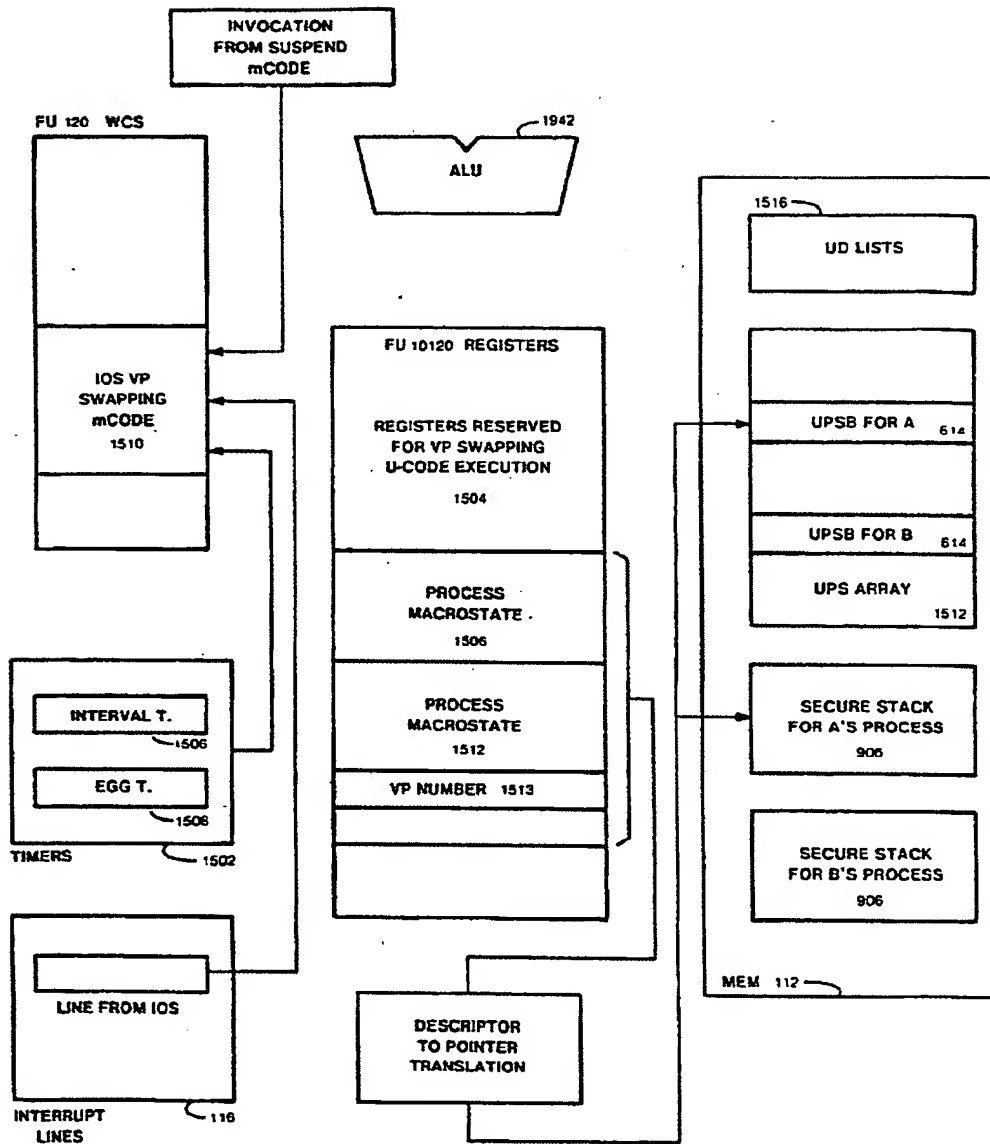 INVOCATION
FROM SUSPEND
mCODE
FU 120 WCS
1942
ALU
IOS VP
SWAPPING
mCODE
1510
FU 10120 REGISTERS
REGISTERS RESERVED
FOR VP SWAPPING
U-CODE EXECUTION
1504
PROCESS
MACROSTATE
1506
PROCESS
MACROSTATE
1512
VP NUMBER 1513
INTERVAL T.
1506
EGG T.
1508
TIMERS
1502
LINE FROM IOS
INTERRUPT
LINES
116
DESCRIPTOR
TO POINTER
TRANSLATION
1516
UD LISTS
UPSB FOR A 614
UPSB FOR B 614
UPS ARRAY
1512
SECURE STACK
FOR A'S PROCESS
906
SECURE STACK
FOR B'S PROCESS
906
MEM 112